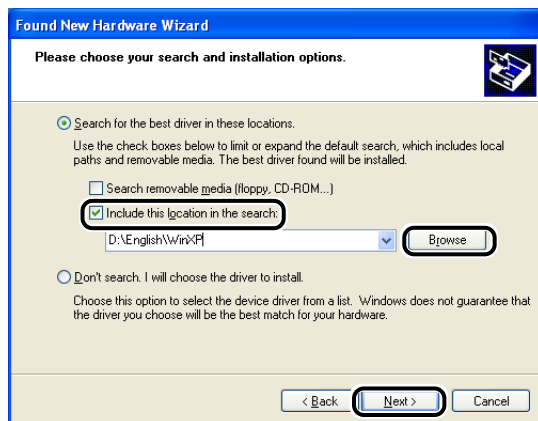 Found New Hardware Wizard
Please choose your search and installation options.
Search for the best driver in these locations.
Use the check boxes below to limit or expand the default search, which includes local
paths and removable media. The best driver found will be installed.
Search removable media (floppy, CD-ROM...)
Include this location in the search:
D:\English\WinXP
Browse
Don't search. I will choose the driver to install.
Choose this option to select the device driver from a list. Windows does not guarantee that
the driver you choose will be the best match for your hardware.
< Back Next > Cancel